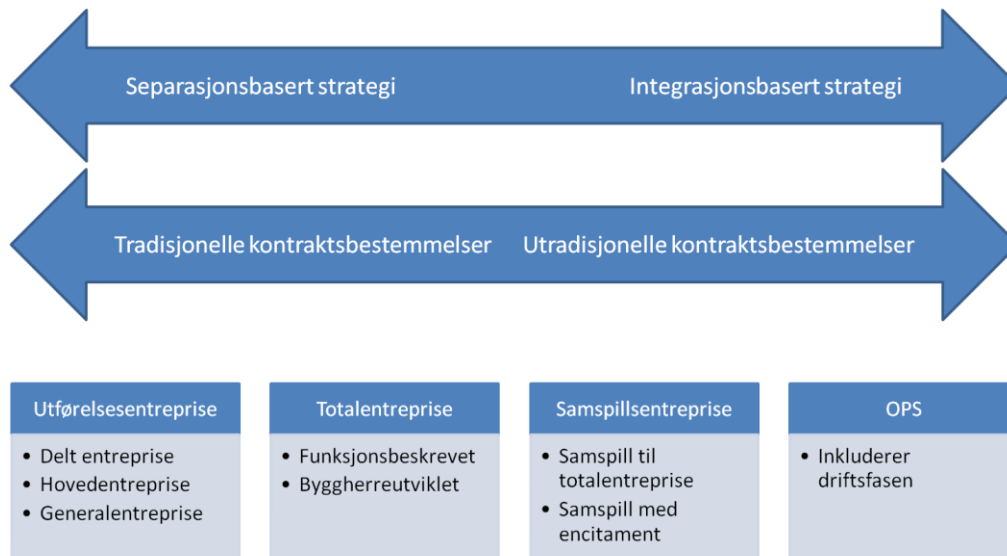 Separasjonsbasert strategi
Integrasjonsbasert strategi
Tradisjonelle kontraktsbestemmelser
Utradisjonelle kontraktsbestemmelser
Utførelsesentreprise
• Delt entreprise
• Hovedentreprise
• Generalentreprise
Totalentreprise
• Funksjonsbeskrevet
• Byggherreutviklet
Samspillsentreprise
• Samspill til
totalentreprise
• Samspill med
encitament
OPS
• Inkluderer
driftsfasen